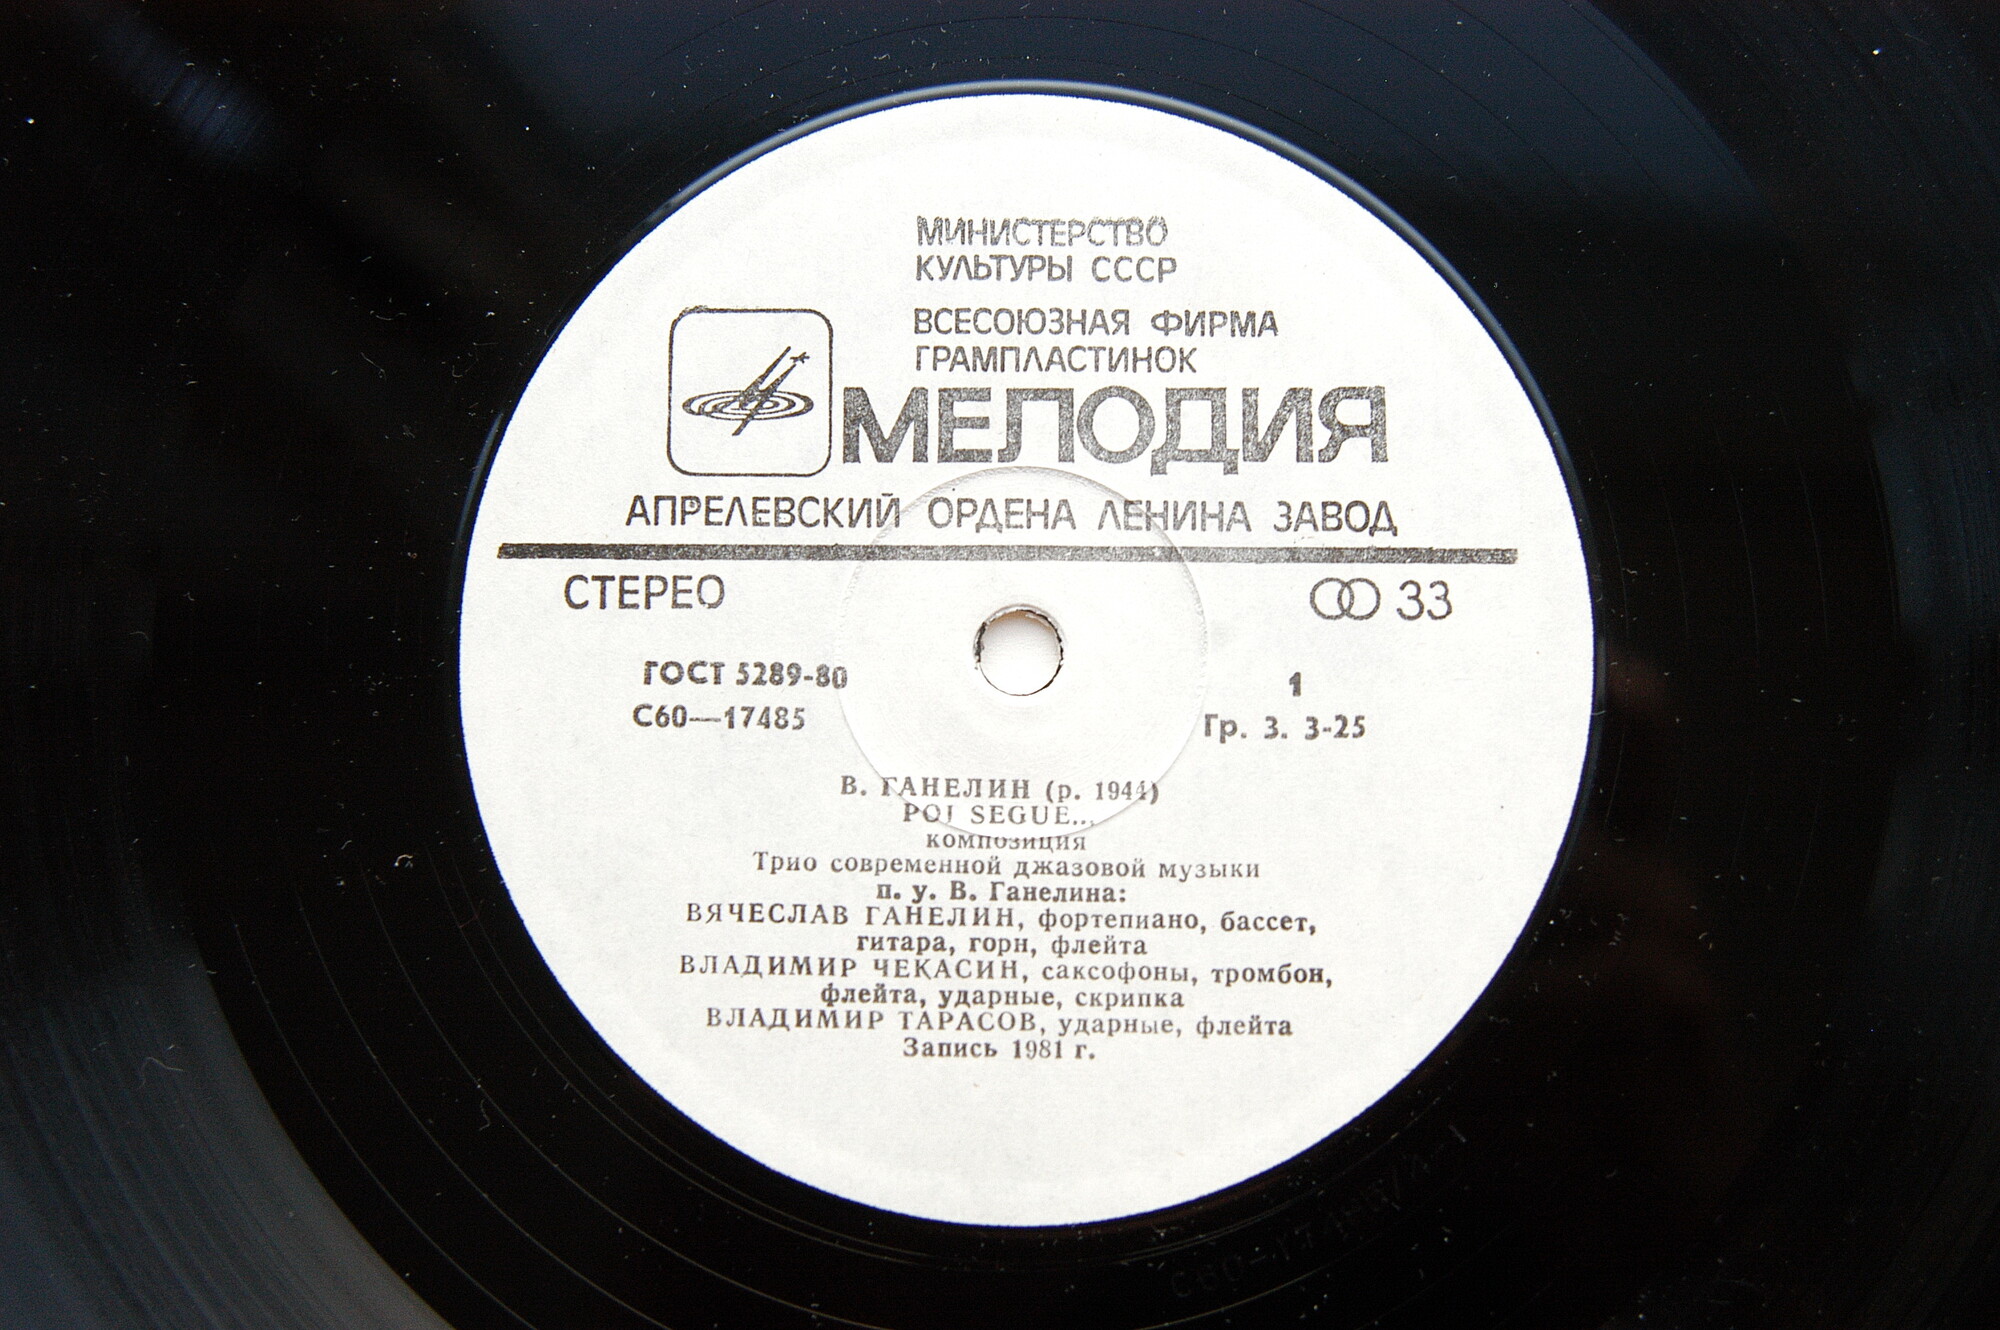 МИНИСТЕРСТВО
КУЛЬТУРЫ СССР
ВСЕСОЮЗНАЯ ФИРМА
ГРАМПЛАСТИНОК
МЕЛОДИЯ
АПРЕЛЕВСКИЙ ОРДЕНА ЛЕНИНА ЗАВОД
СТЕРЕО 33
ГОСТ 5289-80 1
С60—17485 Гр. 3. 3-25
В. ГАНЕЛИН (р. 1944)
POI SEGUE...
композиция
Трио современной джазовой музыки
п. у. В. Ганелина:
ВЯЧЕСЛАВ ГАНЕЛИН, фортепиано, бассет,
гитара, горн, флейта
ВЛАДИМИР ЧЕКАСИН, саксофоны, тромбон,
флейта, ударные, скрипка
ВЛАДИМИР ТАРАСОВ, ударные, флейта
Запись 1981 г.